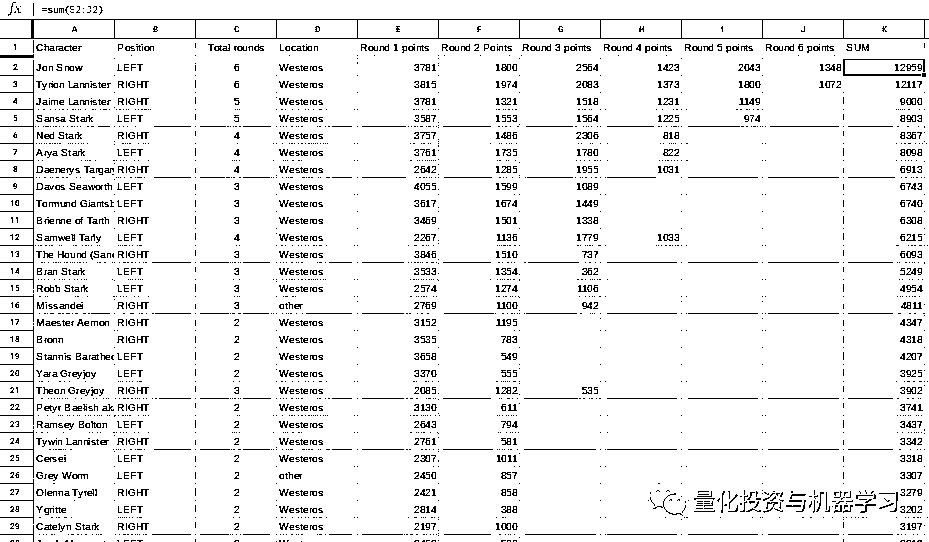 fx =sum(E2:J2)
A B C D E F G H I J K
1 Character Position Total rounds Location Round 1 points Round 2 Points Round 3 points Round 4 points Round 5 points Round 6 points SUM
2 Jon Snow LEFT 6 Westeros 3781 1800 2564 1423 2043 1348 12959
3 Tyrion Lannister RIGHT 6 Westeros 3815 1974 2083 1373 1800 1072 12117
4 Jaime Lannister RIGHT 5 Westeros 3781 1321 1518 1231 1149 9000
5 Sansa Stark LEFT 5 Westeros 3587 1553 1564 1225 974 8903
6 Ned Stark RIGHT 4 Westeros 3757 1486 2306 818 8367
7 Arya Stark LEFT 4 Westeros 3761 1735 1780 822 8098
8 Daenerys Targar RIGHT 4 Westeros 2642 1285 1955 1031 6913
9 Davos Seaworth LEFT 3 Westeros 4055 1599 1089 6743
10 Tormund Giantsb LEFT 3 Westeros 3617 1674 1449 6740
11 Brienne of Tarth RIGHT 3 Westeros 3469 1501 1338 6308
12 Samwell Tarly LEFT 4 Westeros 2267 1136 1779 1033 6215
13 The Hound (San RIGHT 3 Westeros 3846 1510 737 6093
14 Bran Stark LEFT 3 Westeros 3533 1354 362 5249
15 Robb Stark LEFT 3 Westeros 2574 1274 1106 4954
16 Missandei RIGHT 3 other 2769 1100 942 4811
17 Maester Aemon RIGHT 2 Westeros 3152 1195 4347
18 Bronn RIGHT 2 Westeros 3535 783 4318
19 Stannis Barathec LEFT 2 Westeros 3658 549 4207
20 Yara Greyjoy LEFT 2 Westeros 3370 555 3925
21 Theon Greyjoy RIGHT 3 Westeros 2085 1282 535 3902
22 Petyr Baelish ak RIGHT 2 Westeros 3130 611 3741
23 Ramsey Bolton LEFT 2 Westeros 2643 794 3437
24 Tywin Lannister RIGHT 2 Westeros 2761 581 3342
25 Cersei LEFT 2 Westeros 2307 1011 3318
26 Grey Worm LEFT 2 other 2450 857 3307
27 Olenna Tyrell RIGHT 2 Westeros 2421 858 3279
28 Ygritte LEFT 2 Westeros 2814 388 3202
29 Catelyn Stark RIGHT 2 Westeros 2197 1000 3197
量化投资与机器学习